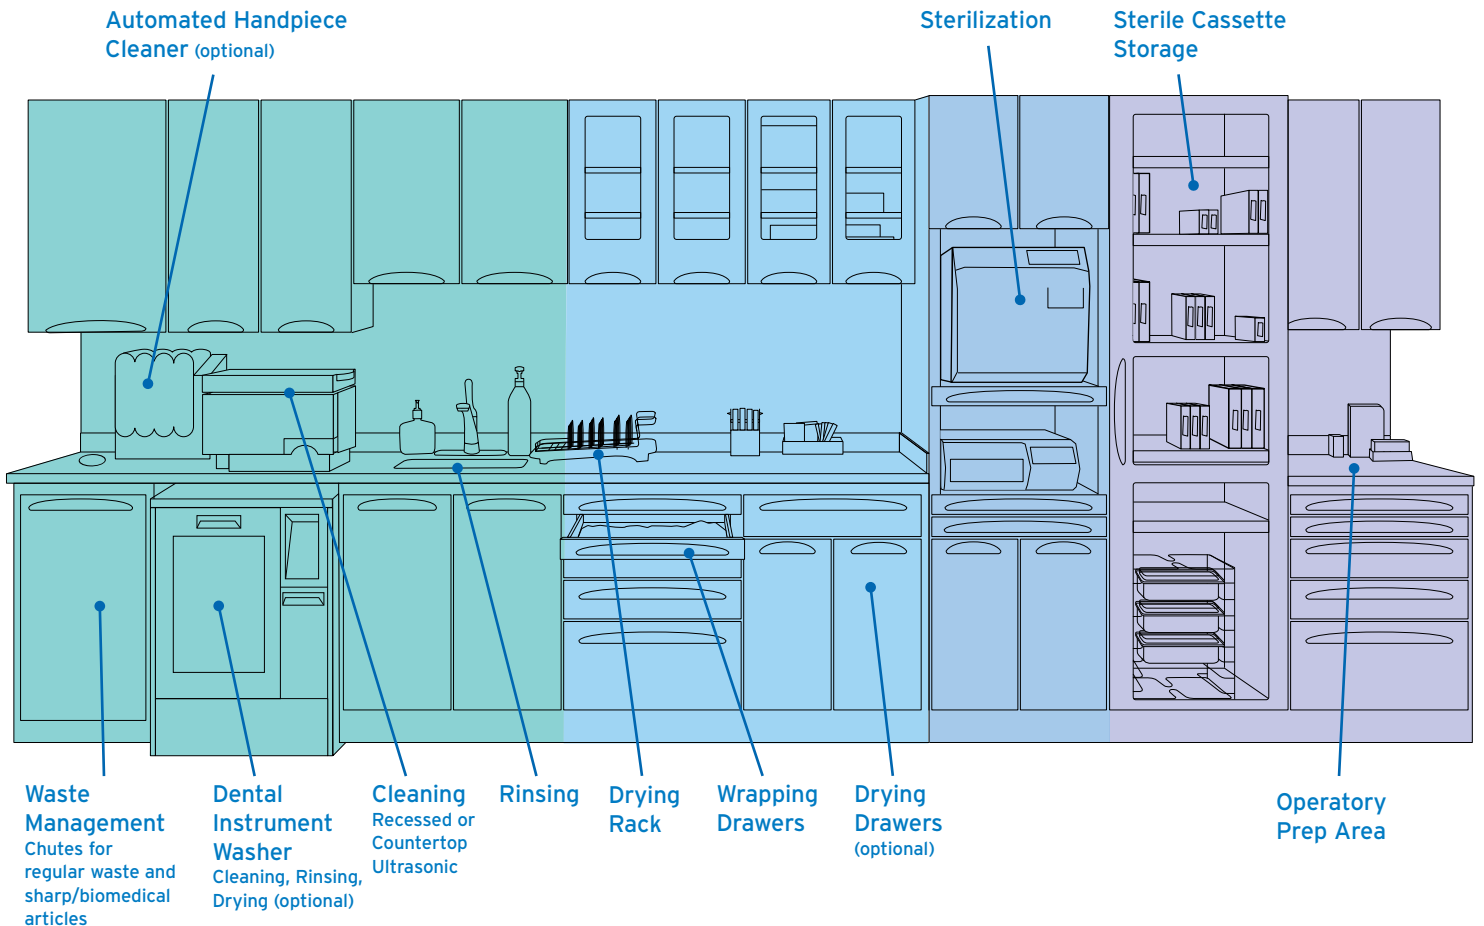 Automated Handpiece
Cleaner (optional)
Sterilization
Sterile Cassette
Storage
Waste
Management
Chutes for
regular waste and
sharp/biomedical
articles
Dental
Instrument
Washer
Cleaning, Rinsing,
Drying (optional)
Cleaning
Recessed or
Countertop
Ultrasonic
Rinsing
Drying
Rack
Wrapping
Drawers
Drying
Drawers
(optional)
Operatory
Prep Area